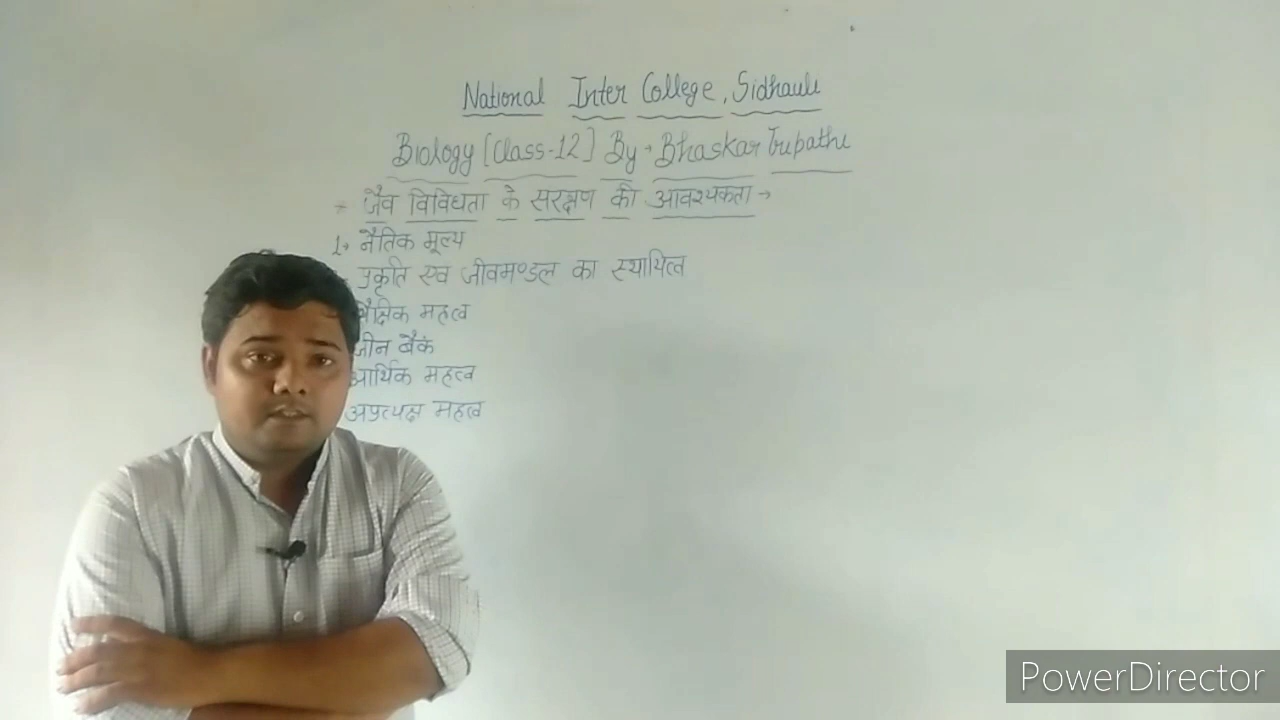 National Inter College, Sidhauli
Biology [Class-12] By → Bhaskar Tripathi
* जैव विविधता के सरक्षण की आवश्यकता →
1→ नैतिक मूल्य
प्रकृति एव जीवमण्डल का स्थायित्व
शैक्षिक महत्व
जीन बैकं
आर्थिक महत्व
अप्रत्यक्ष महत्व
PowerDirector